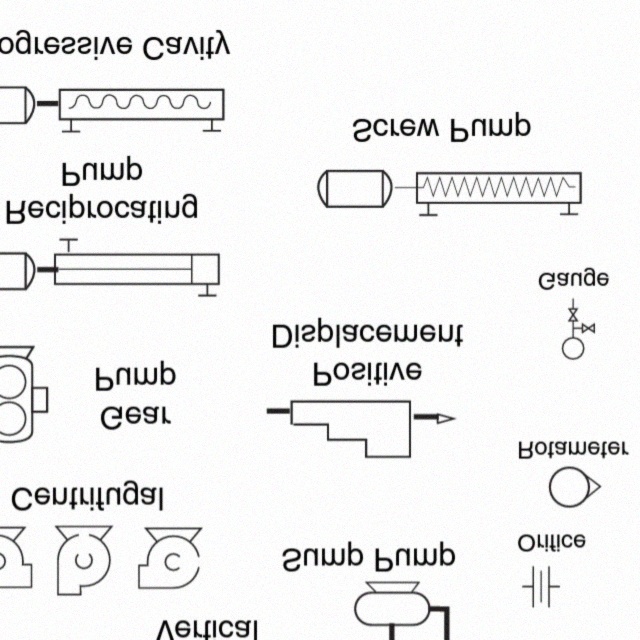 Vertical
Sump Pump
Orifice
Centrifugal
Rotameter
Gear
Pump
Positive
Displacement
Gauge
Reciprocating
Pump
Screw Pump
ogressive Cavity